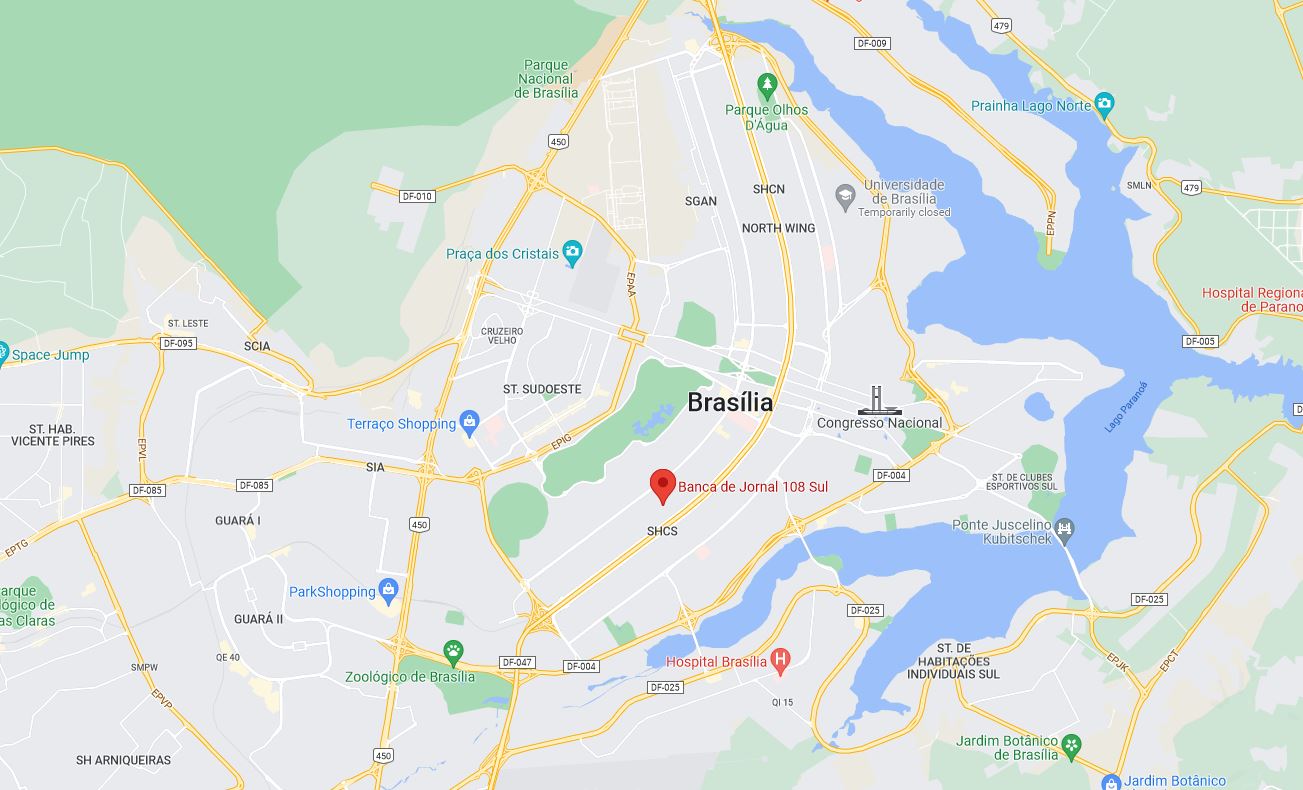 479
DF-009
Parque
Nacional
de Brasília
Parque Olhos
D'Água
Prainha Lago Norte
450
DF-010
SHCN
SGAN
Universidade
de Brasília
Temporarily closed
SMLN
479
NORTH WING
EPPN
Praça dos Cristais
EPAA
Hospital Regiona
de Parano
ST. LESTE
CRUZEIRO
VELHO
DF-095
SCIA
DF-005
Space Jump
ST. SUDOESTE
Brasília
Lago Paranoá
Terraço Shopping
Congresso Nacional
ST. HAB.
VICENTE PIRES
EPVL
EPIG
SIA
DF-085
DF-085
DF-004
ST. DE CLUBES
ESPORTIVOS SUL
Banca de Jornal 108 Sul
GUARÁ I
450
SHCS
Ponte Juscelino
Kubitschek
EPTG
arque
lógico de
as Claras
ParkShopping
DF-025
DF-025
GUARÁ II
QE 40
SMPW
DF-047
DF-004
Hospital Brasília
ST. DE
HABITAÇÕES
INDIVIDUAIS SUL
EPJK
EPCT
Zoológico de Brasília
DF-025
QI 15
EPVP
450
SH ARNIQUEIRAS
Jardim Botânico
de Brasília
Jardim Botânico